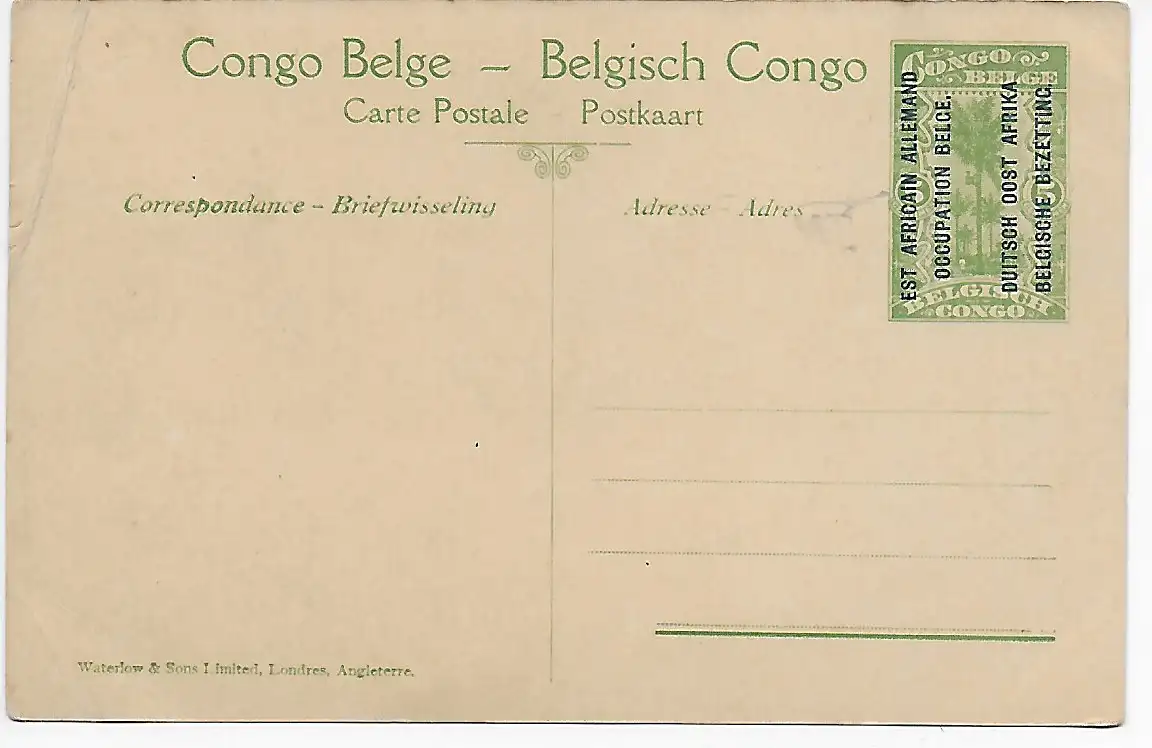 Congo Belge – Belgisch Congo
Carte Postale Postkaart
Correspondance – Briefwisseling
Adresse – Adres
CONGO
BELGE
EST AFRICAIN ALLEMAND
OCCUPATION BELGE.
DUITSCH OOST AFRIKA
BELGISCHE BEZETTING.
5
BELGISCH
CONGO
Waterlow & Sons Limited, Londres, Angleterre.